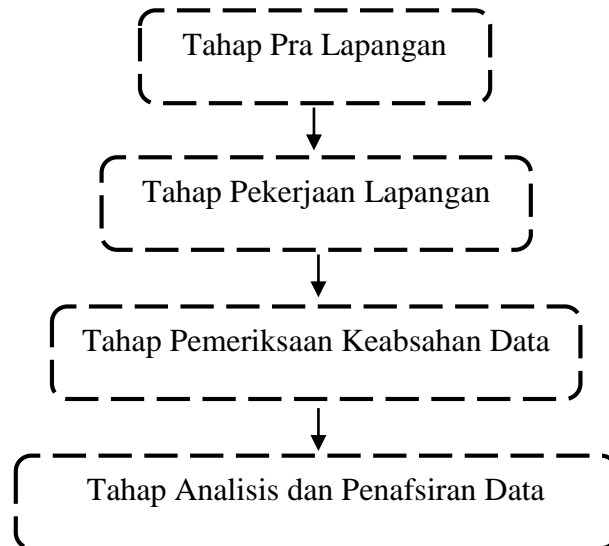 Tahap Pra Lapangan
Tahap Pekerjaan Lapangan
Tahap Pemeriksaan Keabsahan Data
Tahap Analisis dan Penafsiran Data